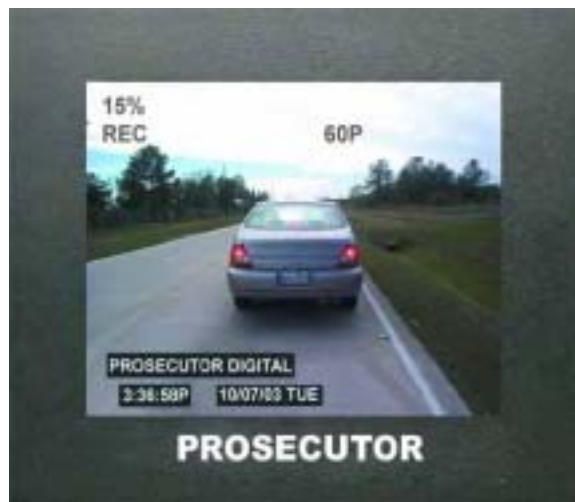 15%
REC 60P
PROSECUTOR DIGITAL
3:36:58P 10/07/03 TUE
PROSECUTOR